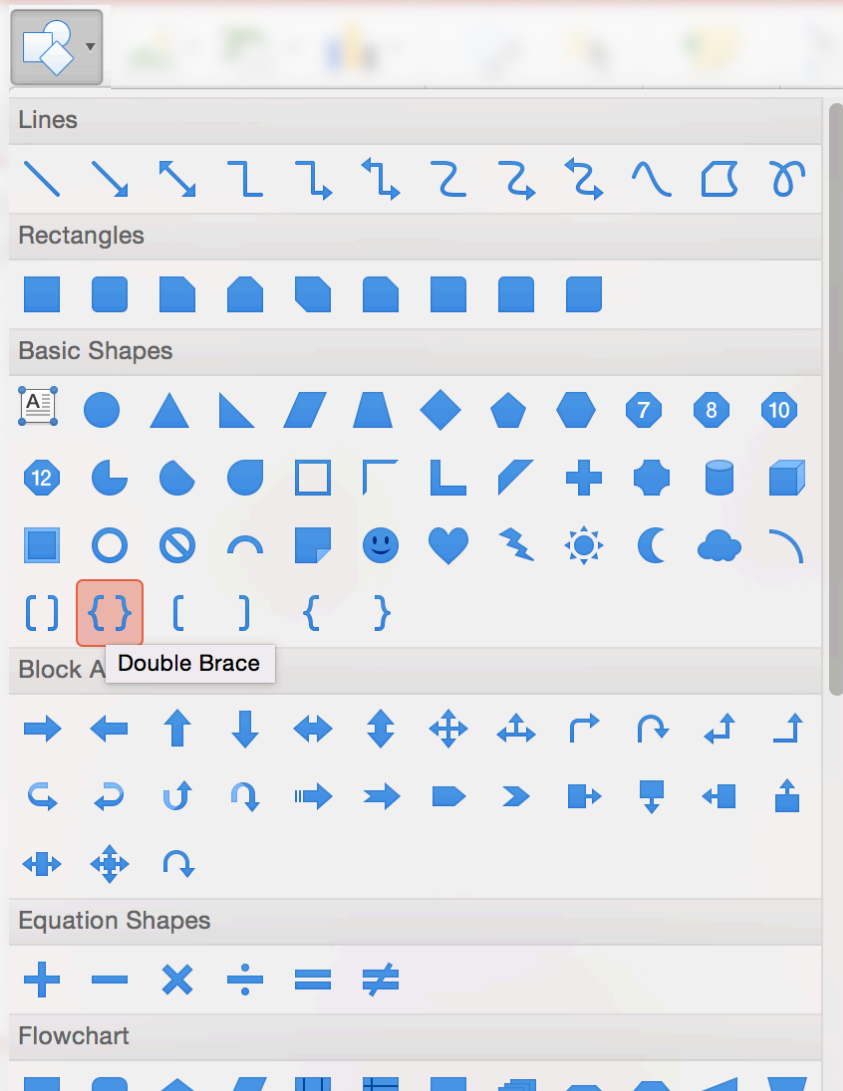 Lines
Rectangles
Basic Shapes
A 7 8 10
12
Double Brace
Block A
Equation Shapes
Flowchart